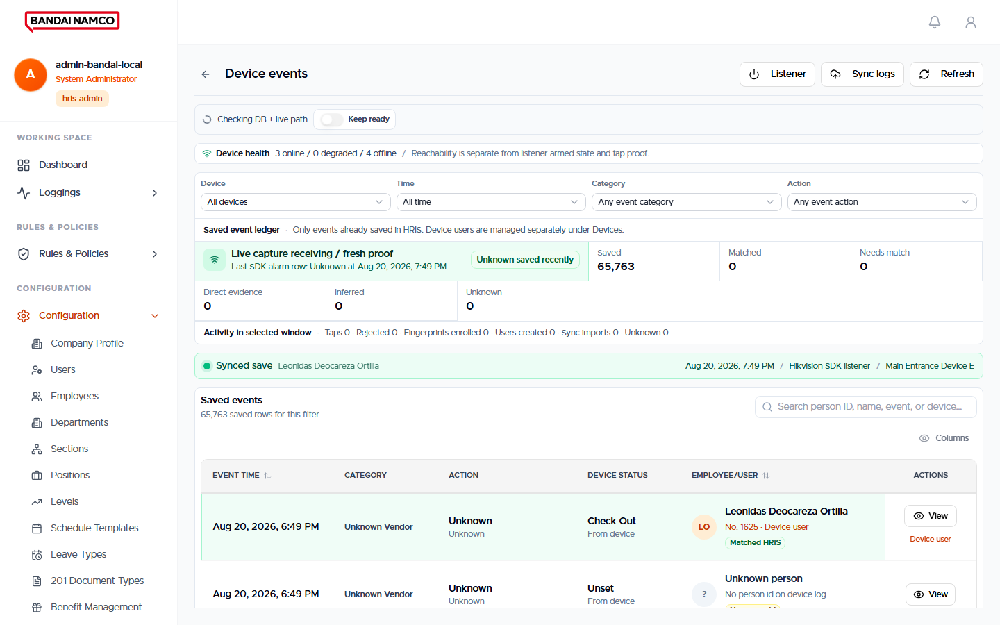 BANDAI NAMCO
A
admin-bandai-local
System Administrator
hris-admin
WORKING SPACE
Dashboard
Loggings
RULES & POLICIES
Rules & Policies
CONFIGURATION
Configuration
Company Profile
Users
Employees
Departments
Sections
Positions
Levels
Schedule Templates
Leave Types
201 Document Types
Benefit Management
Device events
Listener
Sync logs
Refresh
Checking DB + live path
Keep ready
Device health 3 online / 0 degraded / 4 offline / Reachability is separate from listener armed state and tap proof.
Device
Time
Category
Action
All devices
All time
Any event category
Any event action
Saved event ledger · Only events already saved in HRIS. Device users are managed separately under Devices.
Live capture receiving / fresh proof
Last SDK alarm row: Unknown at Aug 20, 2026, 7:49 PM
Unknown saved recently
Saved
65,763
Matched
0
Needs match
0
Direct evidence
0
Inferred
0
Unknown
0
Activity in selected window · Taps 0 · Rejected 0 · Fingerprints enrolled 0 · Users created 0 · Sync imports 0 · Unknown 0
Synced save Leonidas Deocareza Ortilla
Aug 20, 2026, 7:49 PM / Hikvision SDK listener / Main Entrance Device E
Saved events
65,763 saved rows for this filter
Search person ID, name, event, or device...
Columns
EVENT TIME CATEGORY ACTION DEVICE STATUS EMPLOYEE/USER ACTIONS
Aug 20, 2026, 6:49 PM
Unknown Vendor
Unknown
Unknown
Check Out
From device
LO
Leonidas Deocareza Ortilla
No. 1625 · Device user
Matched HRIS
View
Device user
Aug 20, 2026, 6:49 PM
Unknown Vendor
Unknown
Unknown
Unset
From device
?
Unknown person
No person id on device log
View